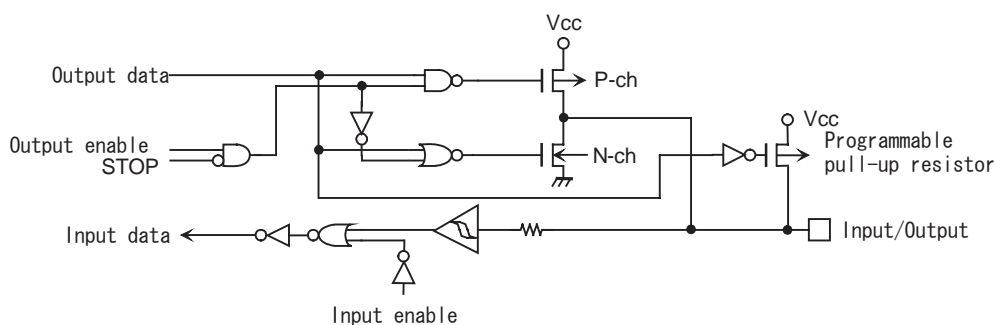 Vcc
Output data
P-ch
Vcc
Output enable
STOP
N-ch
Programmable
pull-up resistor
Input data
Input/Output
Input enable